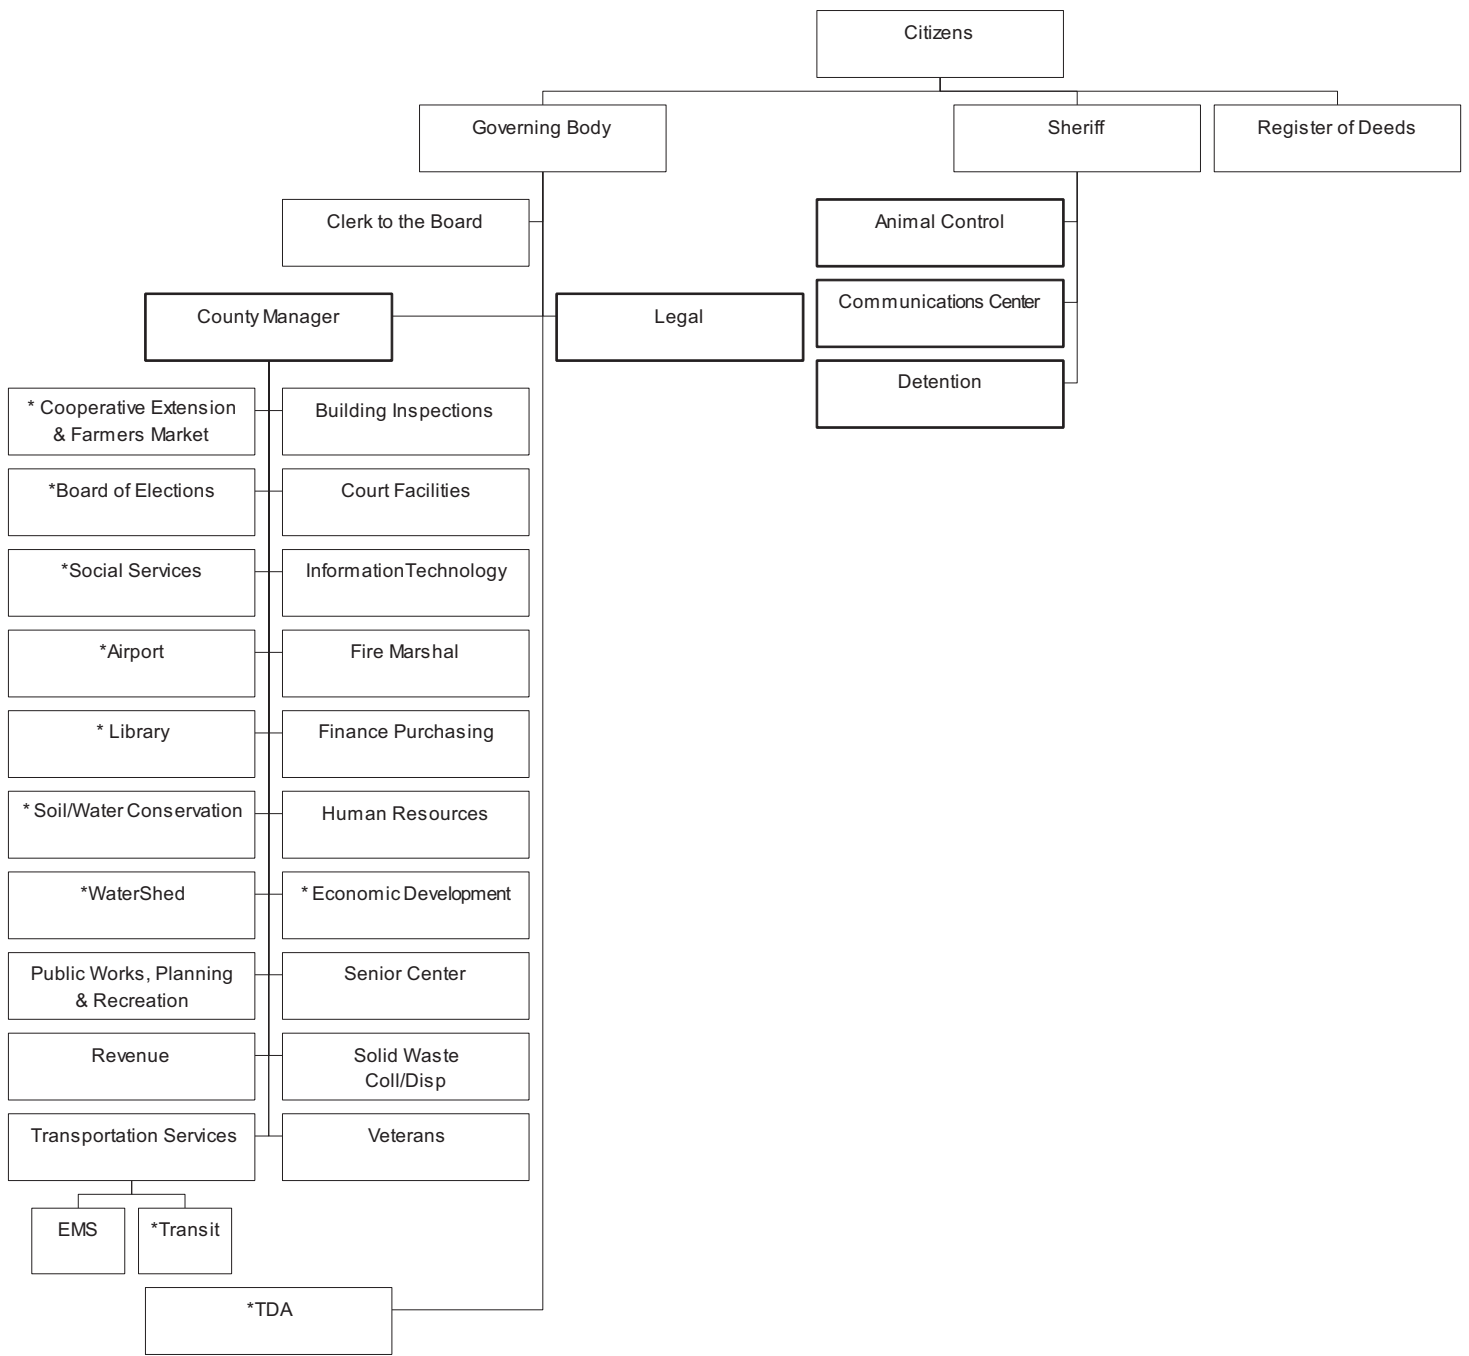 Citizens
Governing Body
Sheriff
Register of Deeds
Clerk to the Board
Animal Control
Communications Center
County Manager
Legal
Detention
* Cooperative Extension
& Farmers Market
Building Inspections
*Board of Elections
Court Facilities
*Social Services
Information Technology
*Airport
Fire Marshal
* Library
Finance Purchasing
* Soil/Water Conservation
Human Resources
*WaterShed
* Economic Development
Public Works, Planning
& Recreation
Senior Center
Revenue
Solid Waste
Coll/Disp
Transportation Services
Veterans
EMS
*Transit
*TDA